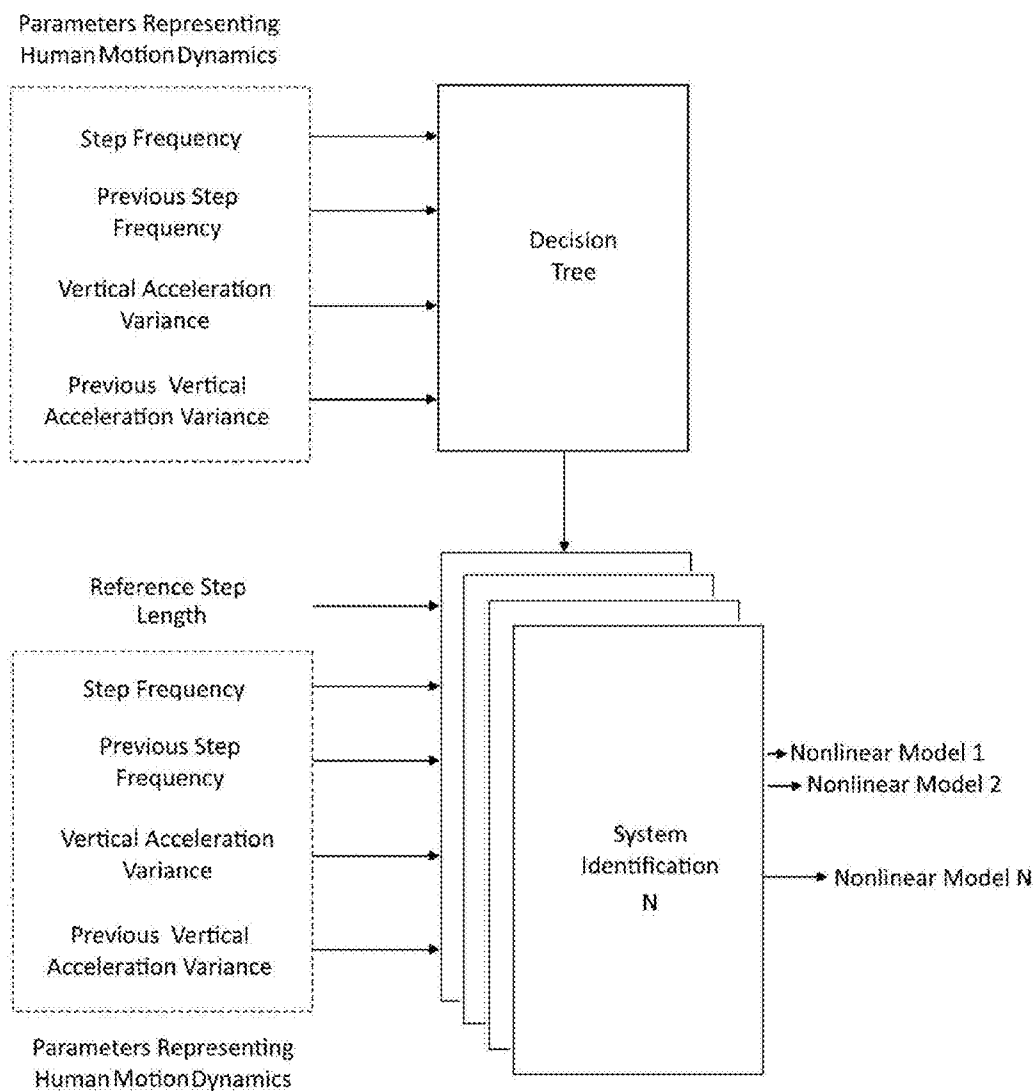 Parameters Representing
Human Motion Dynamics
Step Frequency
Previous Step
Frequency
Vertical Acceleration
Variance
Previous Vertical
Acceleration Variance
Decision
Tree
Reference Step
Length
Step Frequency
Previous Step
Frequency
Vertical Acceleration
Variance
Previous Vertical
Acceleration Variance
Parameters Representing
Human Motion Dynamics
System
Identification
N
Nonlinear Model 1
Nonlinear Model 2
Nonlinear Model N